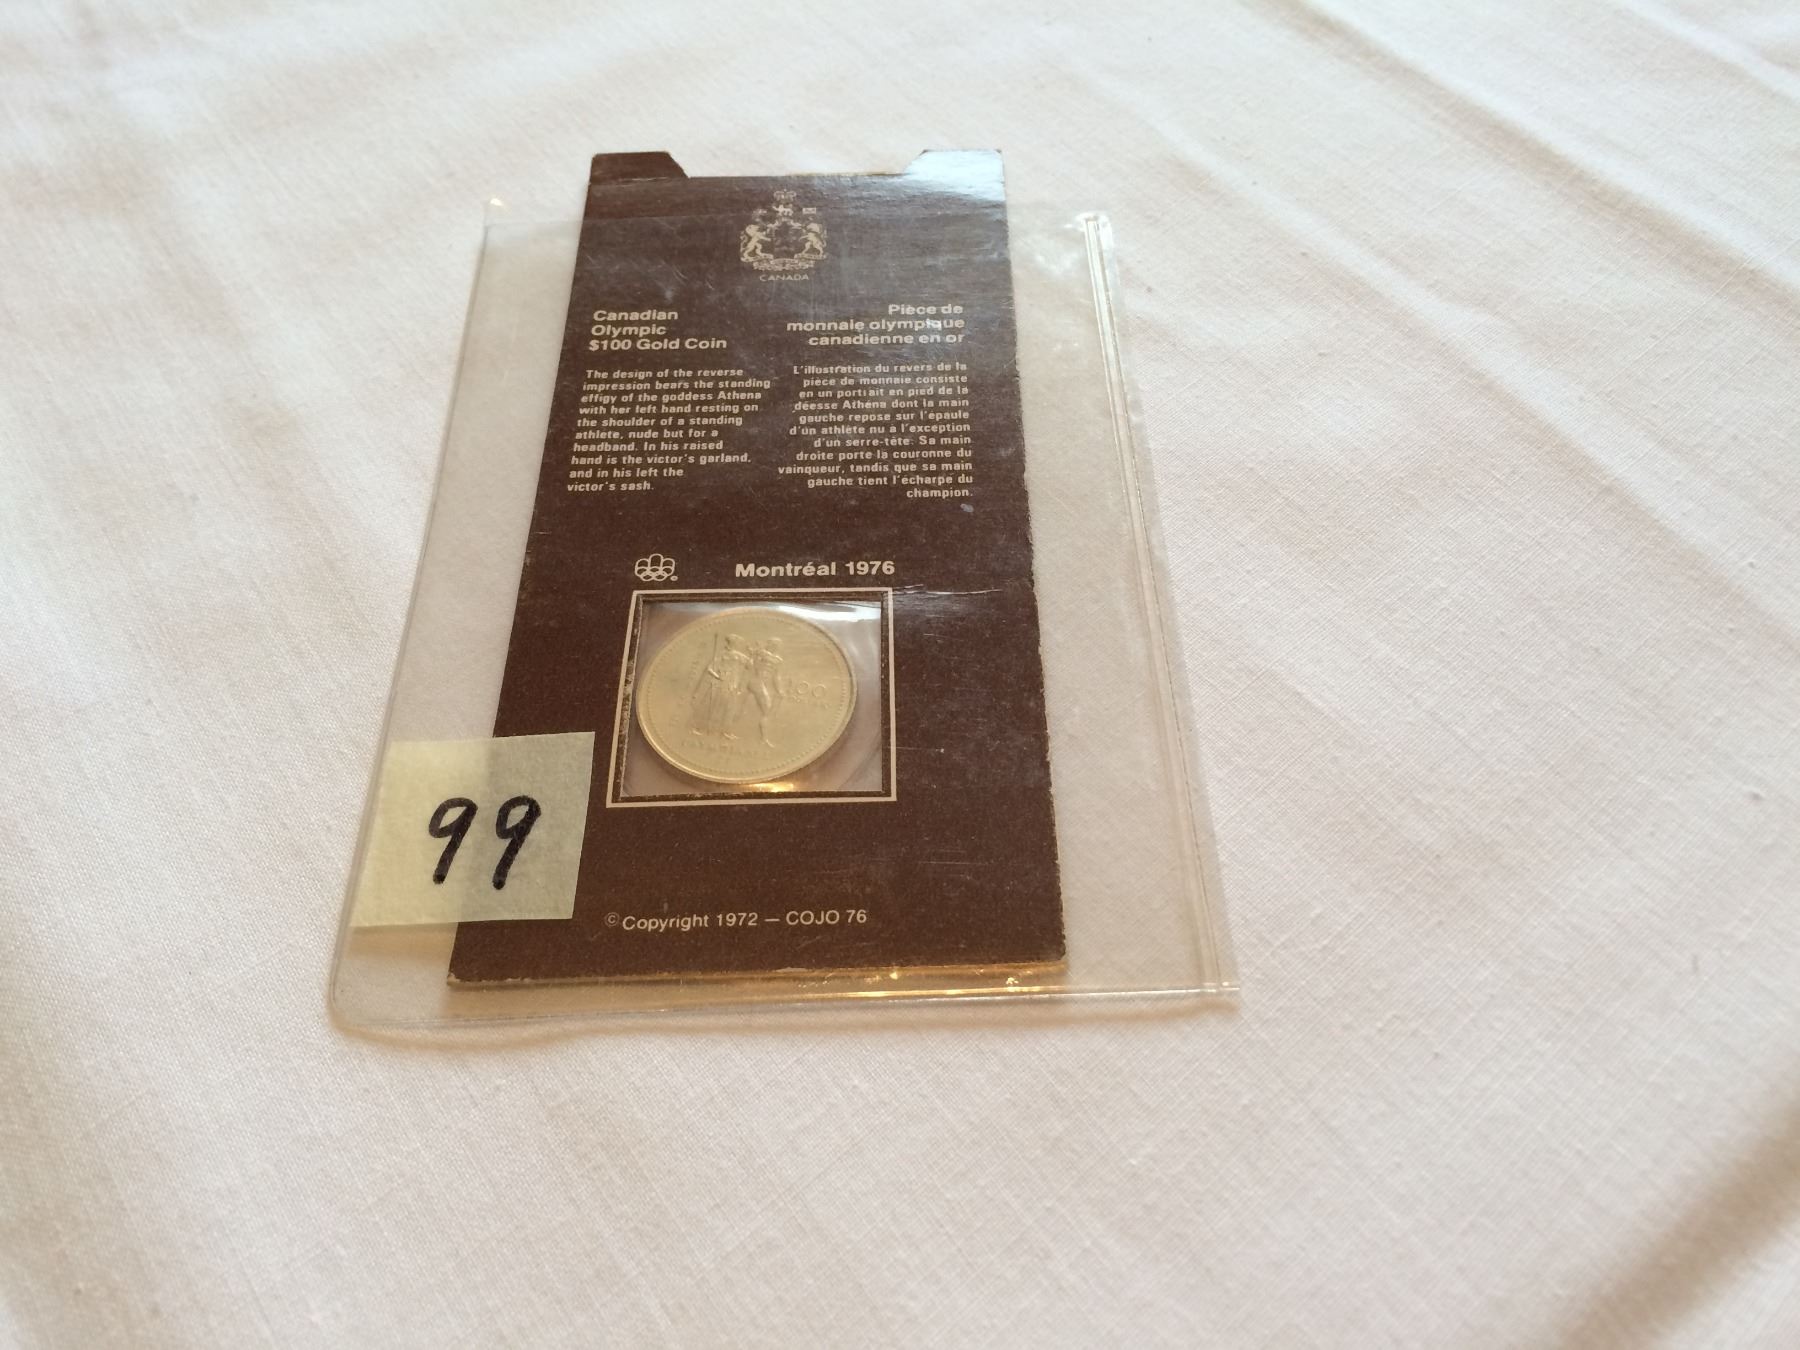 CANADA
Canadian
Olympic
$100 Gold Coin
The design of the reverse
impression bears the standing
effigy of the goddess Athena
with her left hand resting on
the shoulder of a standing
athlete, nude but for a
headband. In his raised
hand is the victor's garland,
and in his left the
victor's sash.
Pièce de
monnaie olympique
canadienne en or
L'illustration du revers de la
pièce de monnaie consiste
en un portrait en pied de la
déesse Athéna dont la main
gauche repose sur l'épaule
d'un athlète nu à l'exception
d'un serre-tête. Sa main
droite porte la couronne du
vainqueur, tandis que sa main
gauche tient l'écharpe du
champion.
Montréal 1976
100
99
© Copyright 1972 — COJO 76